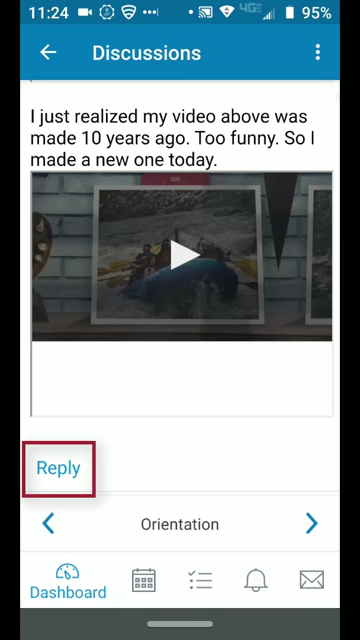 11:24
4G
95%
Discussions
I just realized my video above was
made 10 years ago. Too funny. So I
made a new one today.
Reply
Orientation
Dashboard